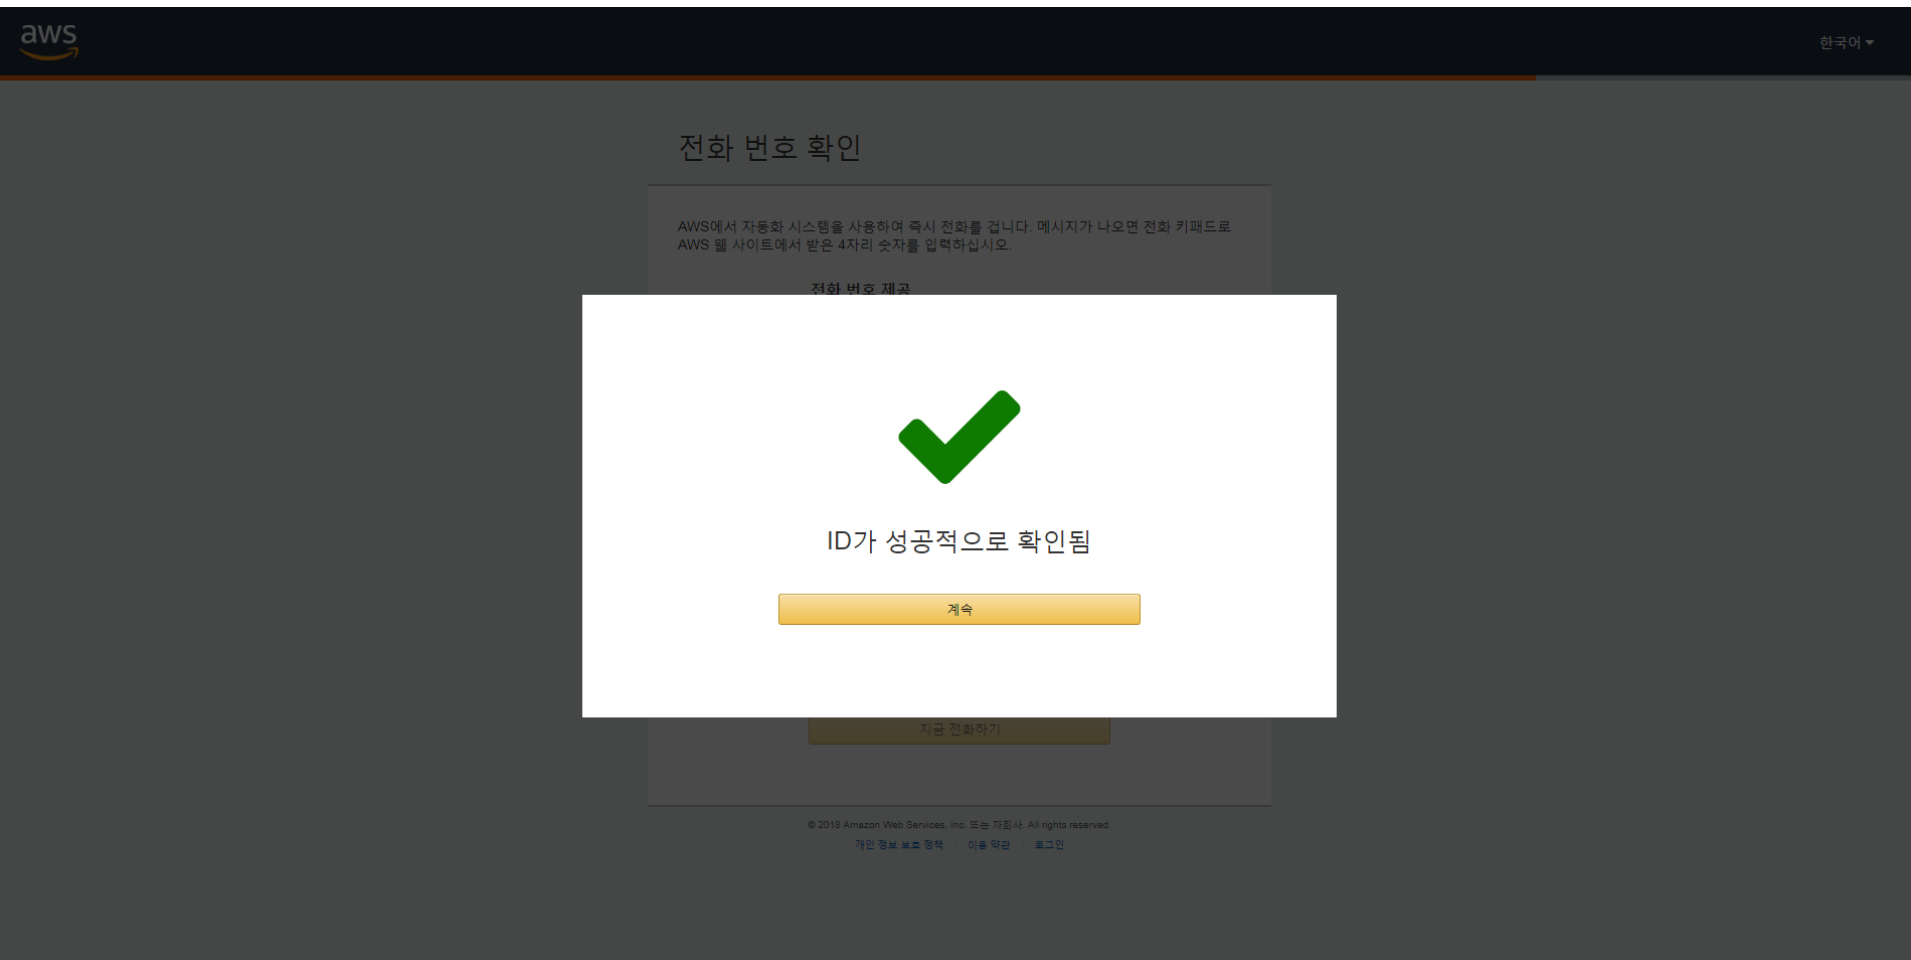 aws
한국어
전화 번호 확인
AWS에서 자동화 시스템을 사용하여 즉시 전화를 겁니다. 메시지가 나오면 전화 키패드로
AWS 웹 사이트에서 받은 4자리 숫자를 입력하십시오.
전화 번호 제공
ID가 성공적으로 확인됨
계속
지금 전화하기
© 2018 Amazon Web Services, Inc. 또는 자회사. All rights reserved.
개인 정보 보호 정책 | 이용 약관 | 로그인